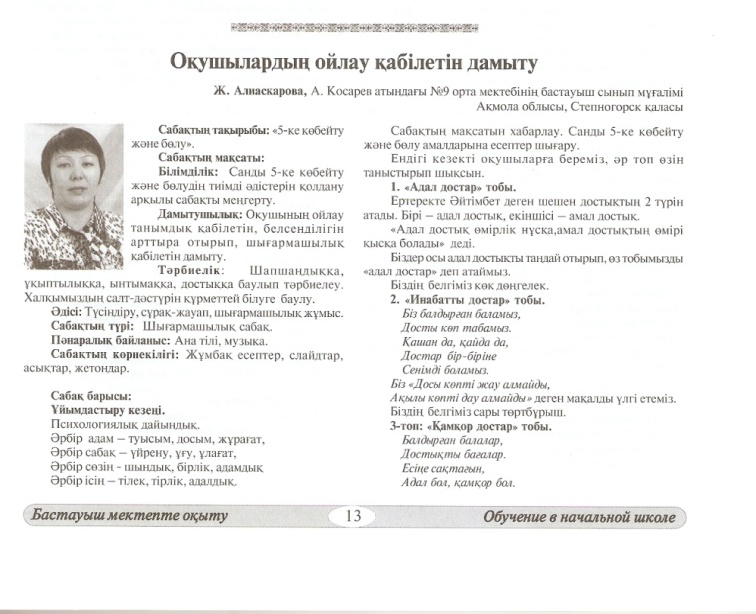 Оқушылардың ойлау қабілетін дамыту
Ж. Алиаскарова, А. Косарев атындағы №9 орта мектебінің бастауыш сынып мұғалімі
Ақмола облысы, Степногорск қаласы
Сабақтың тақырыбы: «5-ке көбейту
және бөлу».
Сабақтың мақсаты:
Білімділік: Санды 5-ке көбейту
және бөлудің тиімді әдістерін қолдану
арқылы сабақты меңгерту.
Дамытушылық: Оқушының ойлау
танымдық қабілетін, белсенділігін
арттыра отырып, шығармашылық
қабілетін дамыту.
Тәрбиелік: Шапшаңдыққа,
ұқыптылыққа, ынтымаққа, достыққа баулып тәрбиелеу.
Халқымыздың салт-дәстүрін құрметтей білуге баулу.
Әдісі: Түсіндіру, сұрақ-жауап, шығармашылық жұмыс.
Сабақтың түрі: Шығармашылық сабақ.
Пәнаралық байланыс: Ана тілі, музыка.
Сабақтың көрнекілігі: Жұмбақ есептер, слайдтар,
асықтар, жетондар.
Сабақ барысы:
Ұйымдастыру кезеңі.
Психологиялық дайындық.
Әрбір адам – туысым, досым, жұрағат,
Әрбір сабақ – үйрену, ұғу, ұлағат,
Әрбір сөзің - шындық, бірлік, адамдық
Әрбір ісің – тілек, тірлік, адалдық.
Сабақтың мақсатын хабарлау. Санды 5-ке көбейту
және бөлу амалдарына есептер шығару.
Ендігі кезекті оқушыларға береміз, әр топ өзін
таныстырып шықсын.
1. «Адал достар» тобы.
Ертеректе Әйтімбет деген шешен достықтың 2 түрін
атады. Бірі – адал достық, екіншісі – амал достық.
«Адал достық өмірлік нұсқа,амал достықтың өмірі
қысқа болады» деді.
Біздер осы адал достықты таңдай отырып, өз тобымызды
«адал достар» деп атаймыз.
Біздің белгіміз көк дөңгелек.
2. «Инабатты достар» тобы.
Біз балдырған баламыз,
Досты көп табамыз.
Қашан да, қайда да,
Достар бір-біріне
Сенімді боламыз.
Біз «Досы көпті жау алмайды,
Ақылы көпті дау алмайды» деген мақалды үлгі етеміз.
Біздің белгіміз сары төртбұрыш.
3-топ: «Қамқор достар» тобы.
Балдырған балалар,
Достықты бағалар.
Есіңе сақтағын,
Адал бол, қамқор бол.
Бастауыш мектепте оқыту
13
Обучение в начальной школе